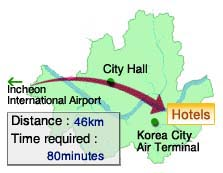 City Hall
Incheon
International Airport
Hotels
Distance : 46km
Time required :
80minutes
Korea City
Air Terminal